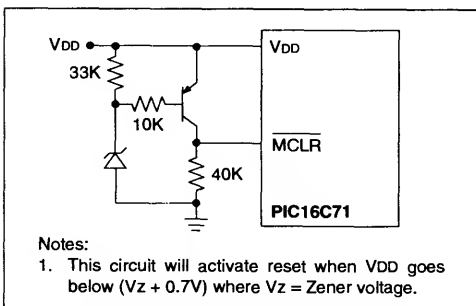 VDD
VDD
33K
10K
MCLR
40K
PIC16C71
Notes:
1. This circuit will activate reset when VDD goes
below (Vz + 0.7V) where Vz = Zener voltage.